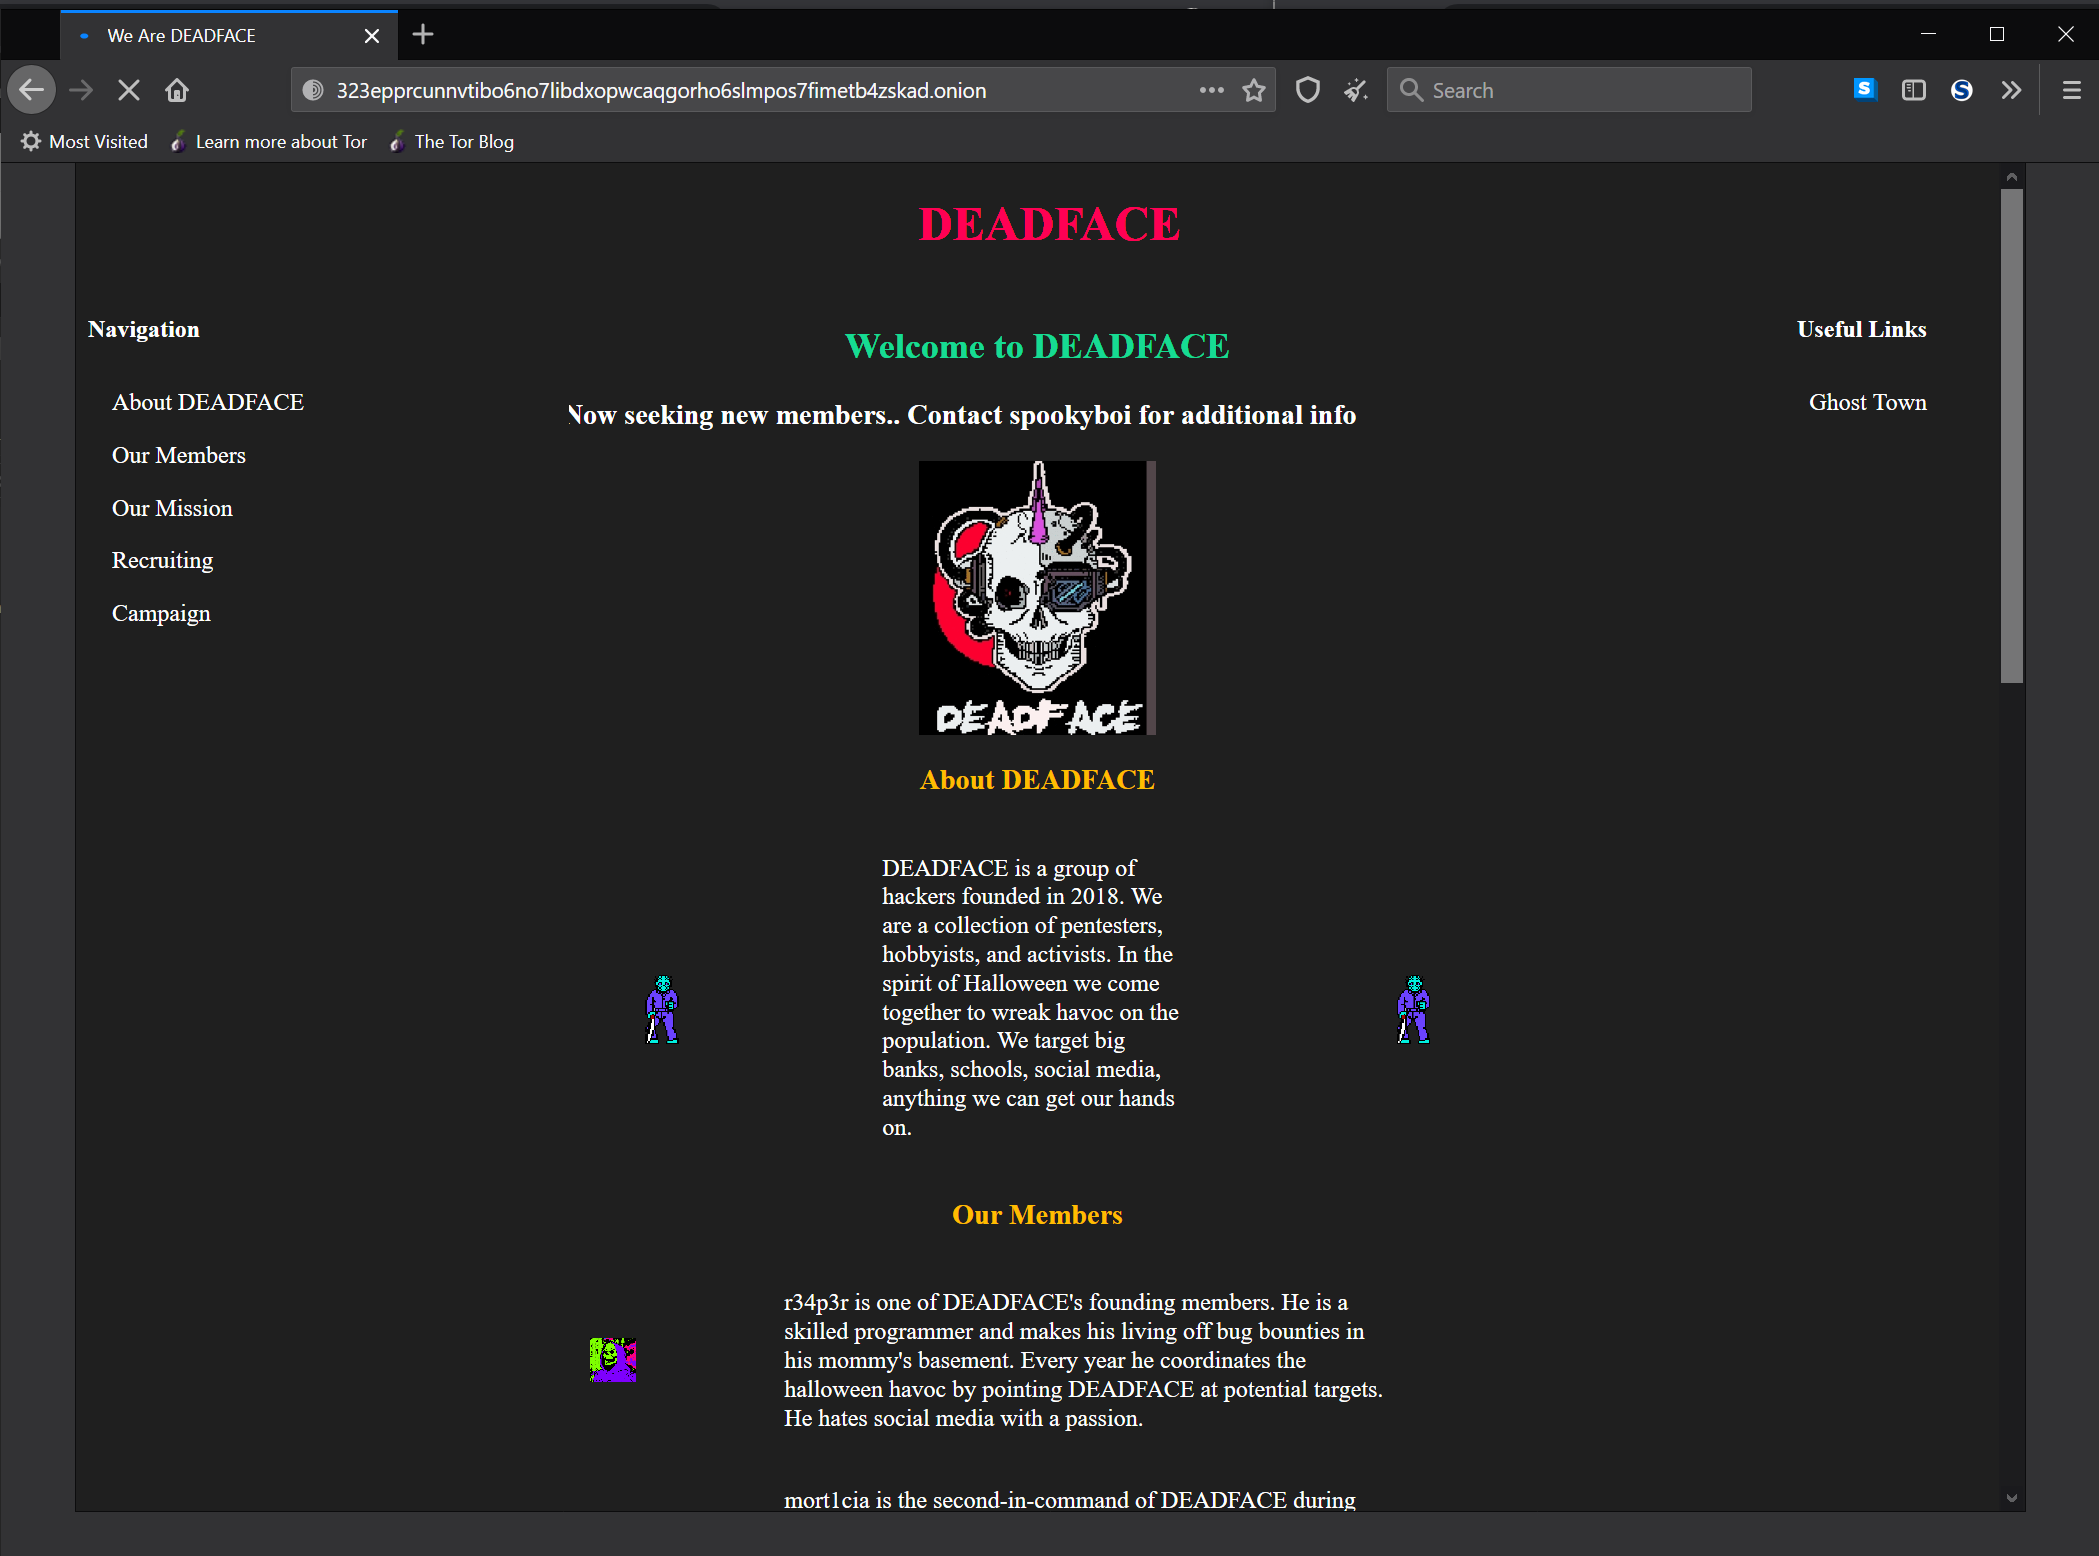 We Are DEADFACE
323epprcunnvtibo6no7libdxopwcaqgorho6slmpos7fimetb4zskad.onion
Search
Most Visited
Learn more about Tor
The Tor Blog
DEADFACE
Navigation
About DEADFACE
Our Members
Our Mission
Recruiting
Campaign
Welcome to DEADFACE
Now seeking new members.. Contact spookyboi for additional info
DEADFACE
About DEADFACE
DEADFACE is a group of
hackers founded in 2018. We
are a collection of pentesters,
hobbyists, and activists. In the
spirit of Halloween we come
together to wreak havoc on the
population. We target big
banks, schools, social media,
anything we can get our hands
on.
Our Members
r34p3r is one of DEADFACE's founding members. He is a
skilled programmer and makes his living off bug bounties in
his mommy's basement. Every year he coordinates the
halloween havoc by pointing DEADFACE at potential targets.
He hates social media with a passion.
mort1cia is the second-in-command of DEADFACE during
Useful Links
Ghost Town